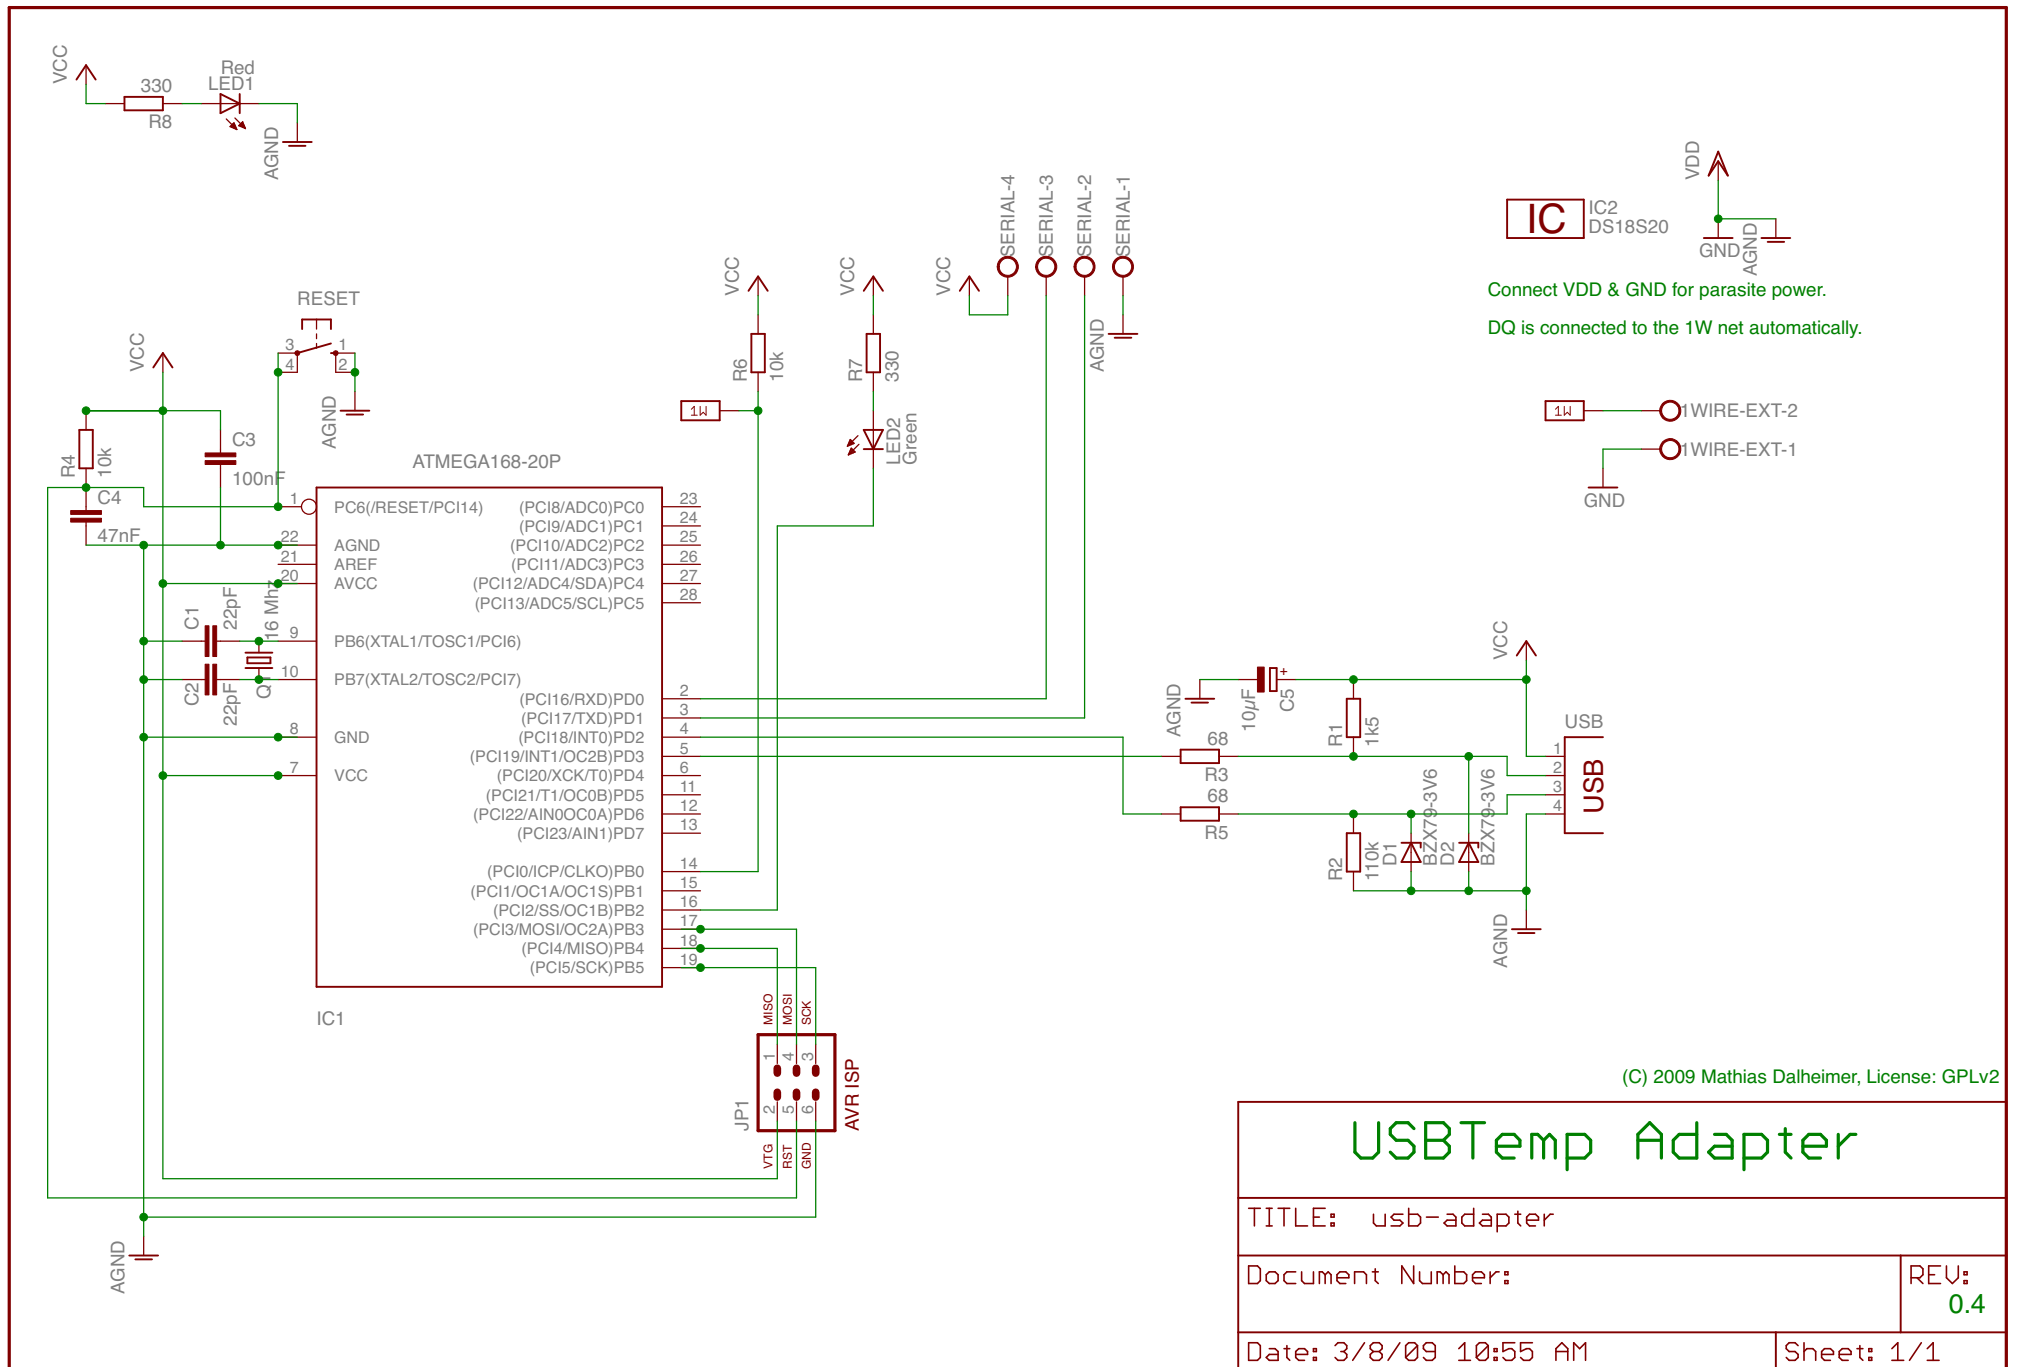 VCC
330
R8
Red
LED1
AGND
VDD
IC
IC2
DS18S20
GND
AGND
Connect VDD & GND for parasite power.
DQ is connected to the 1W net automatically.
1W
1WIRE-EXT-2
1WIRE-EXT-1
GND
SERIAL-4
SERIAL-3
SERIAL-2
SERIAL-1
VCC
AGND
VCC
R6
10k
1W
VCC
R7
330
LED2
Green
RESET
3
4
1
2
AGND
VCC
R4
10k
C3
100nF
C4
47nF
ATMEGA168-20P
1 PC6(/RESET/PCI14)
22 AGND
21 AREF
20 AVCC
9 PB6(XTAL1/TOSC1/PCI6)
10 PB7(XTAL2/TOSC2/PCI7)
8 GND
7 VCC
C1
22pF
C2
22pF
16 Mhz
Q1
(PCI8/ADC0)PC0 23
(PCI9/ADC1)PC1 24
(PCI10/ADC2)PC2 25
(PCI11/ADC3)PC3 26
(PCI12/ADC4/SDA)PC4 27
(PCI13/ADC5/SCL)PC5 28
(PCI16/RXD)PD0 2
(PCI17/TXD)PD1 3
(PCI18/INT0)PD2 4
(PCI19/INT1/OC2B)PD3 5
(PCI20/XCK/T0)PD4 6
(PCI21/T1/OC0B)PD5 11
(PCI22/AIN0OC0A)PD6 12
(PCI23/AIN1)PD7 13
(PCI0/ICP/CLKO)PB0 14
(PCI1/OC1A/OC1S)PB1 15
(PCI2/SS/OC1B)PB2 16
(PCI3/MOSI/OC2A)PB3 17
(PCI4/MISO)PB4 18
(PCI5/SCK)PB5 19
IC1
AGND
10µF
+
C5
R1
1k5
VCC
68
R3
68
R5
R2
D1
BZX79-3V6
D2
BZX79-3V6
AGND
USB
1
2
3
4
USB
MISO
MOSI
SCK
1
4
3
2
5
6
JP1
AVR ISP
VTG
RST
GND
AGND
(C) 2009 Mathias Dalheimer, License: GPLv2
USBTemp Adapter
TITLE: usb-adapter
Document Number:
REV:
0.4
Date: 3/8/09 10:55 AM
Sheet: 1/1